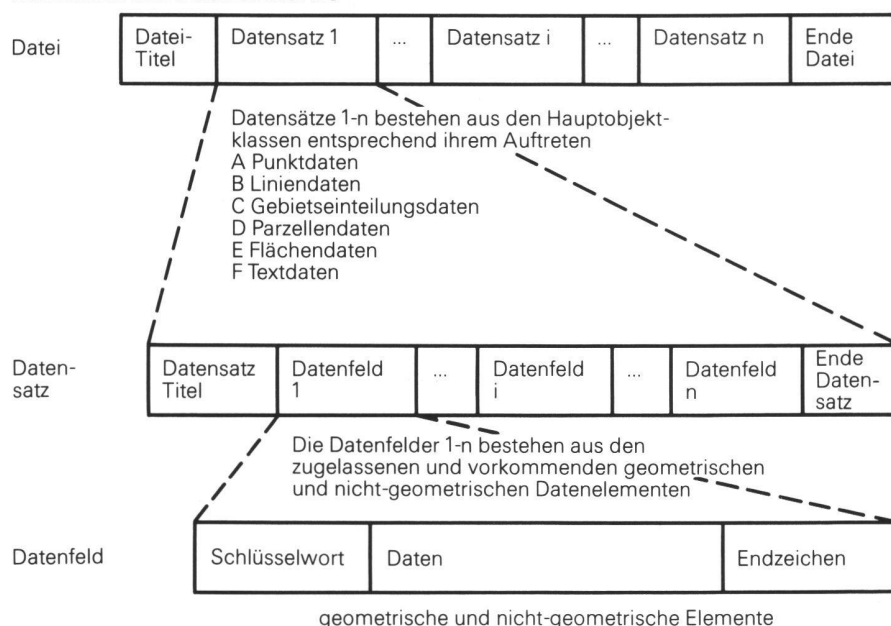 Datei
Datei-
Titel
Datensatz 1
...
Datensatz i
...
Datensatz n
Ende
Datei
Datensätze 1-n bestehen aus den Hauptobjekt-
klassen entsprechend ihrem Auftreten
A Punktdaten
B Liniendaten
C Gebietseinteilungsdaten
D Parzellendaten
E Flächendaten
F Textdaten
Daten-
satz
Datensatz
Titel
Datenfeld
1
...
Datenfeld
i
...
Datenfeld
n
Ende
Daten-
satz
Die Datenfelder 1-n bestehen aus den
zugelassenen und vorkommenden geometrischen
und nicht-geometrischen Datenelementen
Datenfeld
Schlüsselwort
Daten
Endzeichen
geometrische und nicht-geometrische Elemente